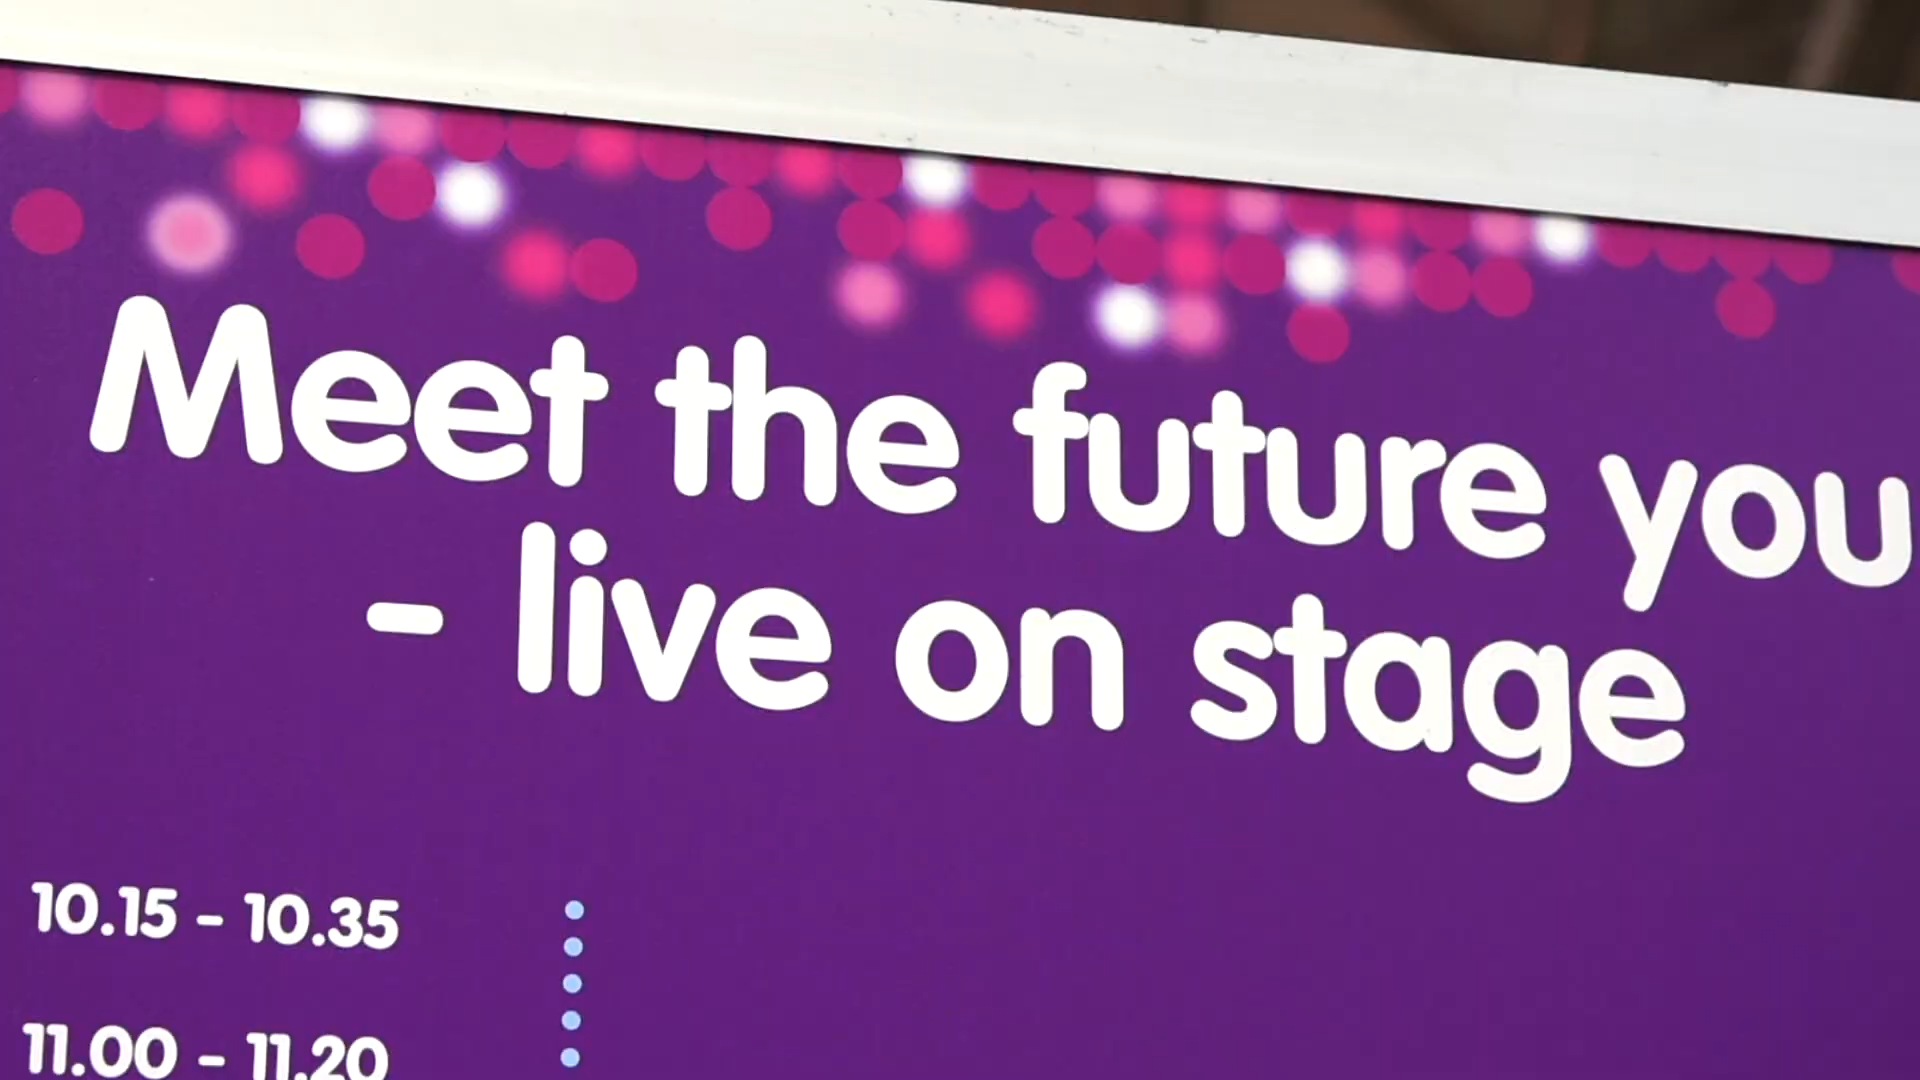 Meet the future you
- live on stage
10.15 - 10.35
11.00 - 11.20